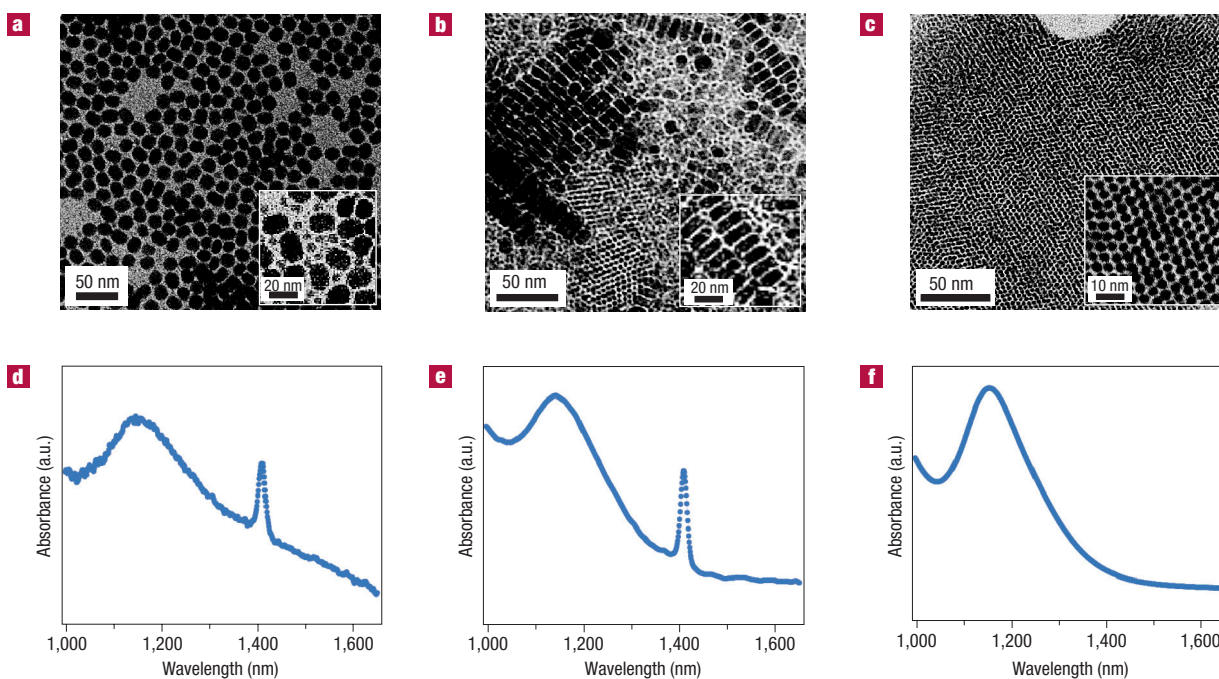 a
b
c
50 nm
20 nm
50 nm
20 nm
50 nm
10 nm
d
e
f
Absorbance (a.u.)
Absorbance (a.u.)
Absorbance (a.u.)
1,000 1,200 1,400 1,600
1,000 1,200 1,400 1,600
1,000 1,200 1,400 1,600
Wavelength (nm)
Wavelength (nm)
Wavelength (nm)